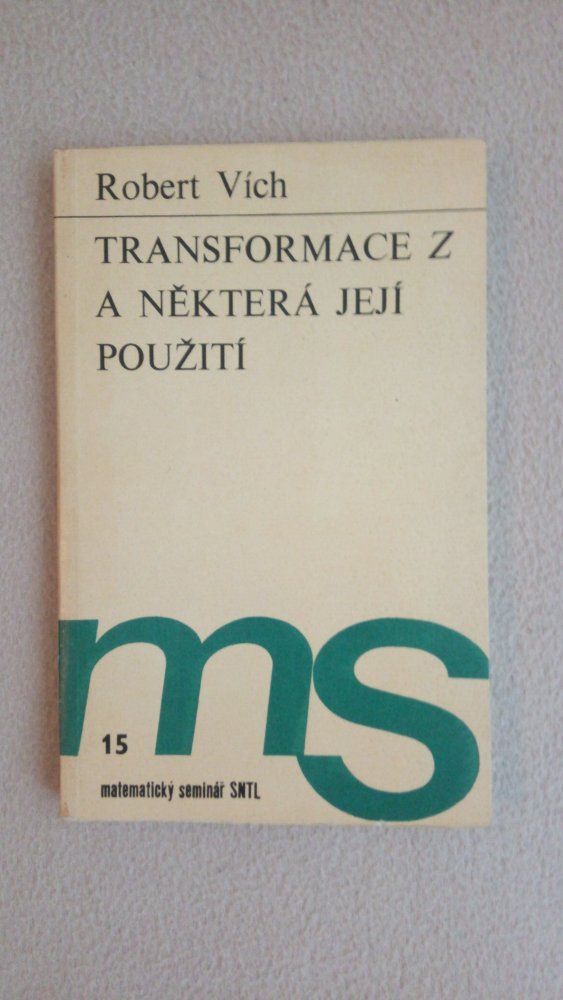 Robert Vích
TRANSFORMACE Z
A NĚKTERÁ JEJÍ
POUŽITÍ
ms
15
matematický seminář SNTL